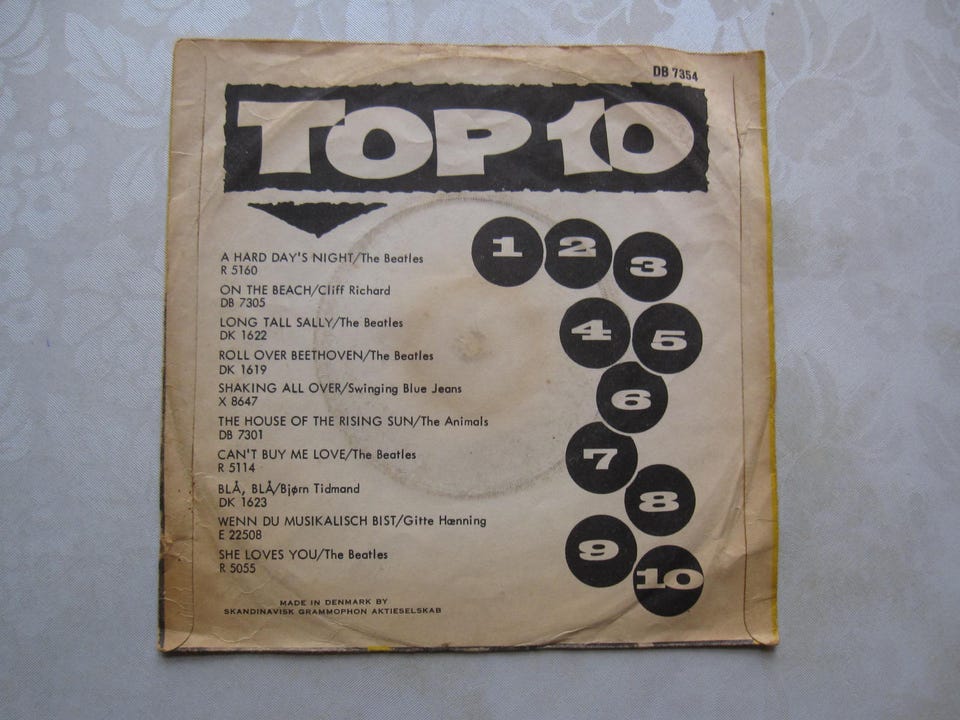 DB 7354
TOP 10
1 2 3
4 5
6
7
8
9
10
A HARD DAY'S NIGHT/The Beatles
R 5160
ON THE BEACH/Cliff Richard
DB 7305
LONG TALL SALLY/The Beatles
DK 1622
ROLL OVER BEETHOVEN/The Beatles
DK 1619
SHAKING ALL OVER/Swinging Blue Jeans
X 8647
THE HOUSE OF THE RISING SUN/The Animals
DB 7301
CAN'T BUY ME LOVE/The Beatles
R 5114
BLÅ, BLÅ/Bjørn Tidmand
DK 1623
WENN DU MUSIKALISCH BIST/Gitte Hænning
E 22508
SHE LOVES YOU/The Beatles
R 5055
MADE IN DENMARK BY
SKANDINAVISK GRAMMOPHON AKTIESELSKAB